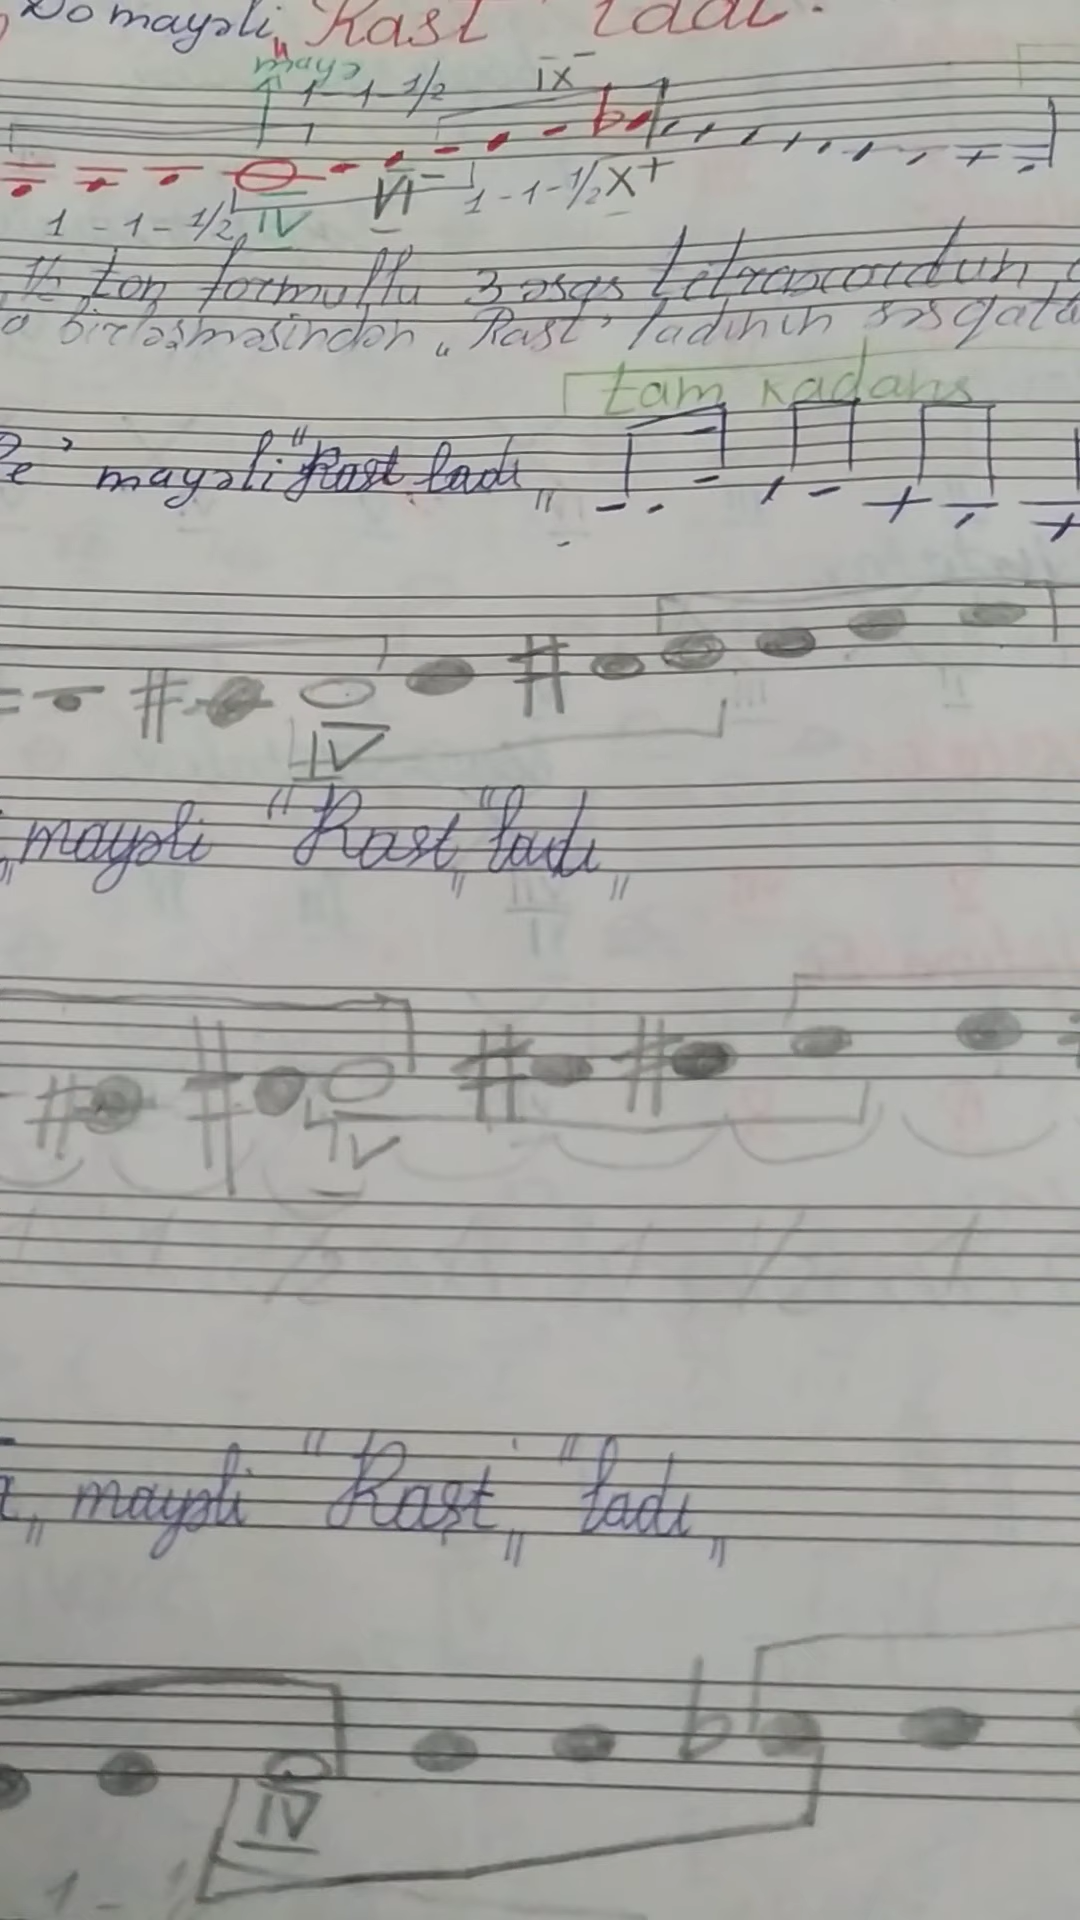 Do mayəli "Rast" ladı.
mayə
1-1-1/2 IX-
1-1-1/2 IV VI- 1-1-1/2 X+
1/2 ton formullu 3 əsas tetraxordun
birləşməsindən "Rast" ladının səsqata
tam kadans
Re" mayəli "Rast ladı"
IV
mayəli "Rast" "ladı"
IV
mayəli "Rast" "ladı"
IV
1 -